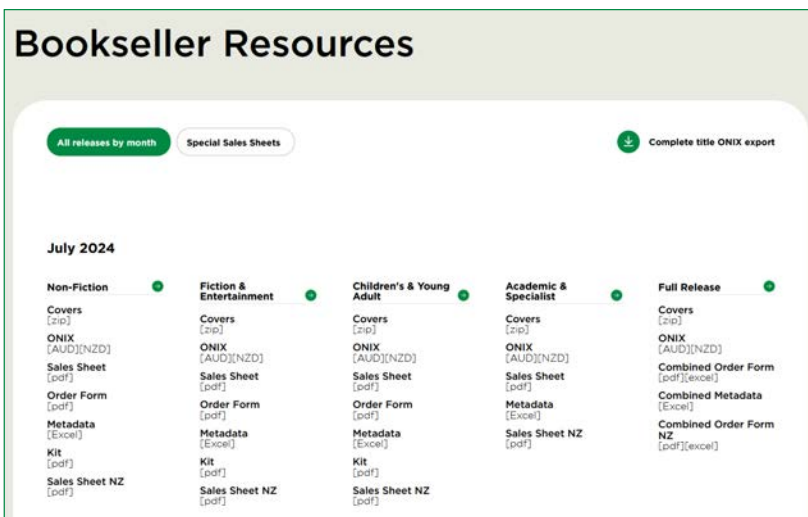 Bookseller Resources
All releases by month
Special Sales Sheets
Complete title ONIX export
July 2024
Non-Fiction
Covers
[zip]
ONIX
[AUD][NZD]
Sales Sheet
[pdf]
Order Form
[pdf]
Metadata
[Excel]
Kit
[pdf]
Sales Sheet NZ
[pdf]
Fiction &
Entertainment
Covers
[zip]
ONIX
[AUD][NZD]
Sales Sheet
[pdf]
Order Form
[pdf]
Metadata
[Excel]
Kit
[pdf]
Sales Sheet NZ
[pdf]
Children's & Young
Adult
Covers
[zip]
ONIX
[AUD][NZD]
Sales Sheet
[pdf]
Order Form
[pdf]
Metadata
[Excel]
Kit
[pdf]
Sales Sheet NZ
[pdf]
Academic &
Specialist
Covers
[zip]
ONIX
[AUD][NZD]
Sales Sheet
[pdf]
Metadata
[Excel]
Sales Sheet NZ
[pdf]
Full Release
Covers
[zip]
ONIX
[AUD][NZD]
Combined Order Form
[pdf][excel]
Combined Metadata
[Excel]
Combined Order Form
NZ
[pdf][excel]